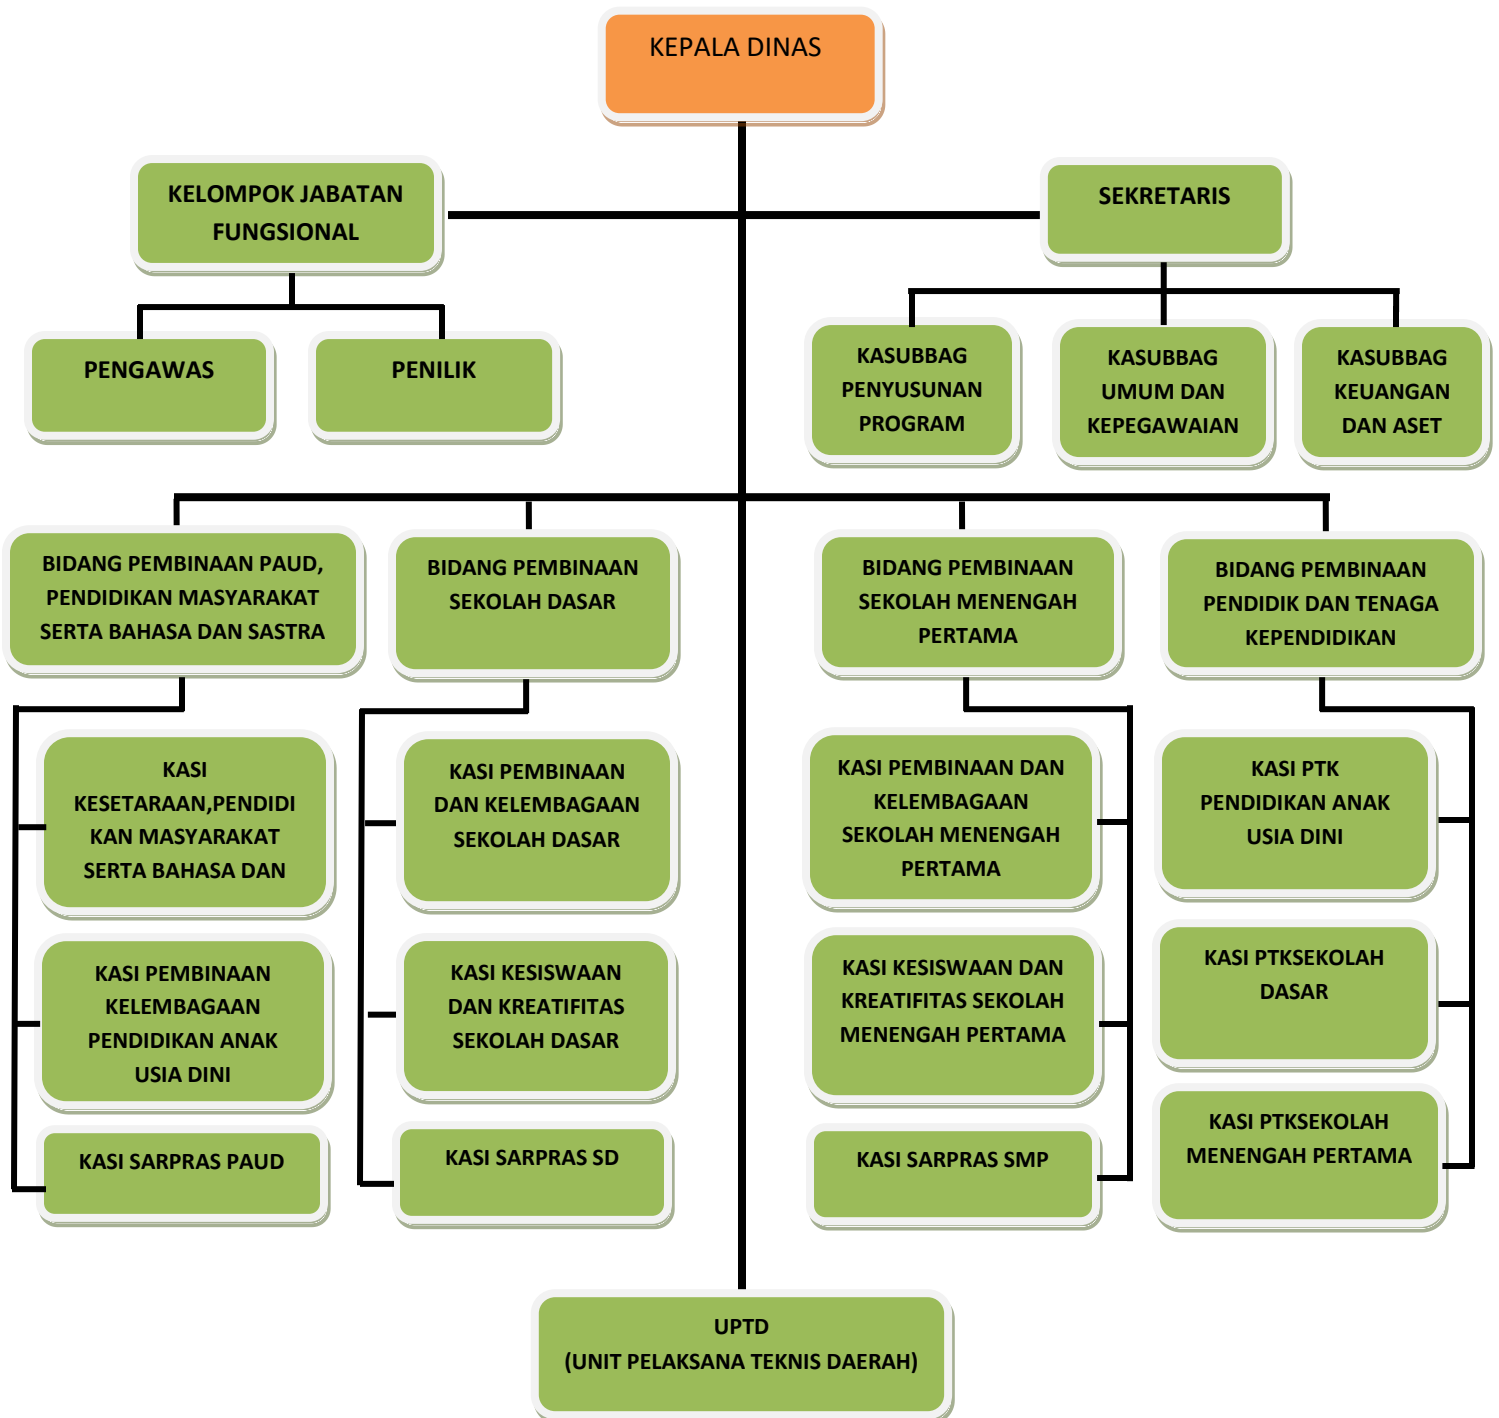 KEPALA DINAS
KELOMPOK JABATAN
FUNGSIONAL
SEKRETARIS
PENGAWAS
PENILIK
KASUBBAG
PENYUSUNAN
PROGRAM
KASUBBAG
UMUM DAN
KEPEGAWAIAN
KASUBBAG
KEUANGAN
DAN ASET
BIDANG PEMBINAAN PAUD,
PENDIDIKAN MASYARAKAT
SERTA BAHASA DAN SASTRA
BIDANG PEMBINAAN
SEKOLAH DASAR
BIDANG PEMBINAAN
SEKOLAH MENENGAH
PERTAMA
BIDANG PEMBINAAN
PENDIDIK DAN TENAGA
KEPENDIDIKAN
KASI
KESETARAAN,PENDIDI
KAN MASYARAKAT
SERTA BAHASA DAN
KASI PEMBINAAN
DAN KELEMBAGAAN
SEKOLAH DASAR
KASI PEMBINAAN DAN
KELEMBAGAAN
SEKOLAH MENENGAH
PERTAMA
KASI PTK
PENDIDIKAN ANAK
USIA DINI
KASI PEMBINAAN
KELEMBAGAAN
PENDIDIKAN ANAK
USIA DINI
KASI KESISWAAN
DAN KREATIFITAS
SEKOLAH DASAR
KASI KESISWAAN DAN
KREATIFITAS SEKOLAH
MENENGAH PERTAMA
KASI PTKSEKOLAH
DASAR
KASI SARPRAS PAUD
KASI SARPRAS SD
KASI SARPRAS SMP
KASI PTKSEKOLAH
MENENGAH PERTAMA
UPTD
(UNIT PELAKSANA TEKNIS DAERAH)